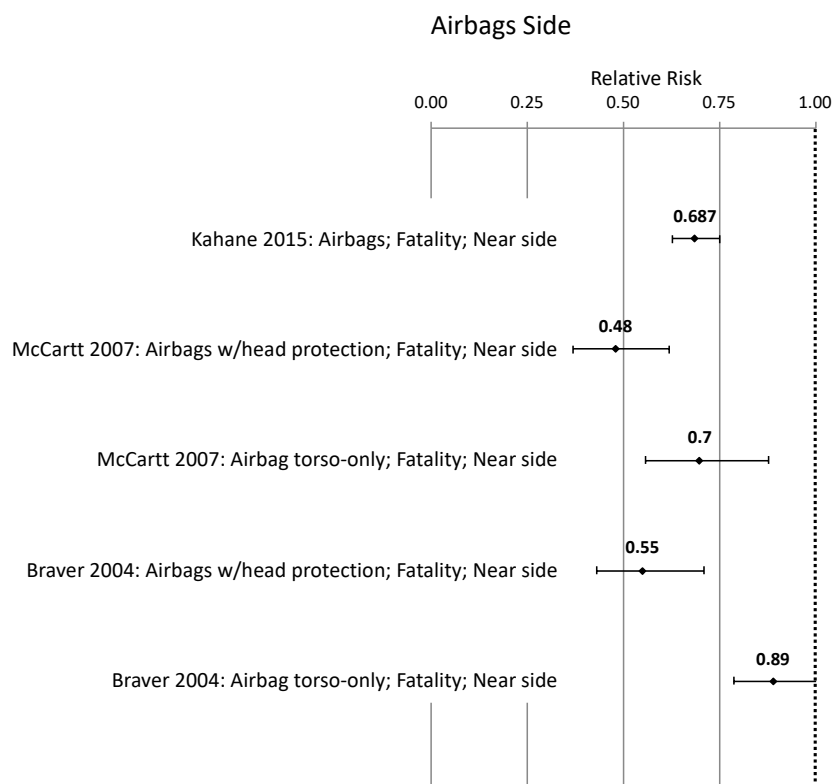 Airbags Side
Relative Risk
0.00 0.25 0.50 0.75 1.00
0.687
Kahane 2015: Airbags; Fatality; Near side
0.48
McCartt 2007: Airbags w/head protection; Fatality; Near side
0.7
McCartt 2007: Airbag torso-only; Fatality; Near side
0.55
Braver 2004: Airbags w/head protection; Fatality; Near side
0.89
Braver 2004: Airbag torso-only; Fatality; Near side